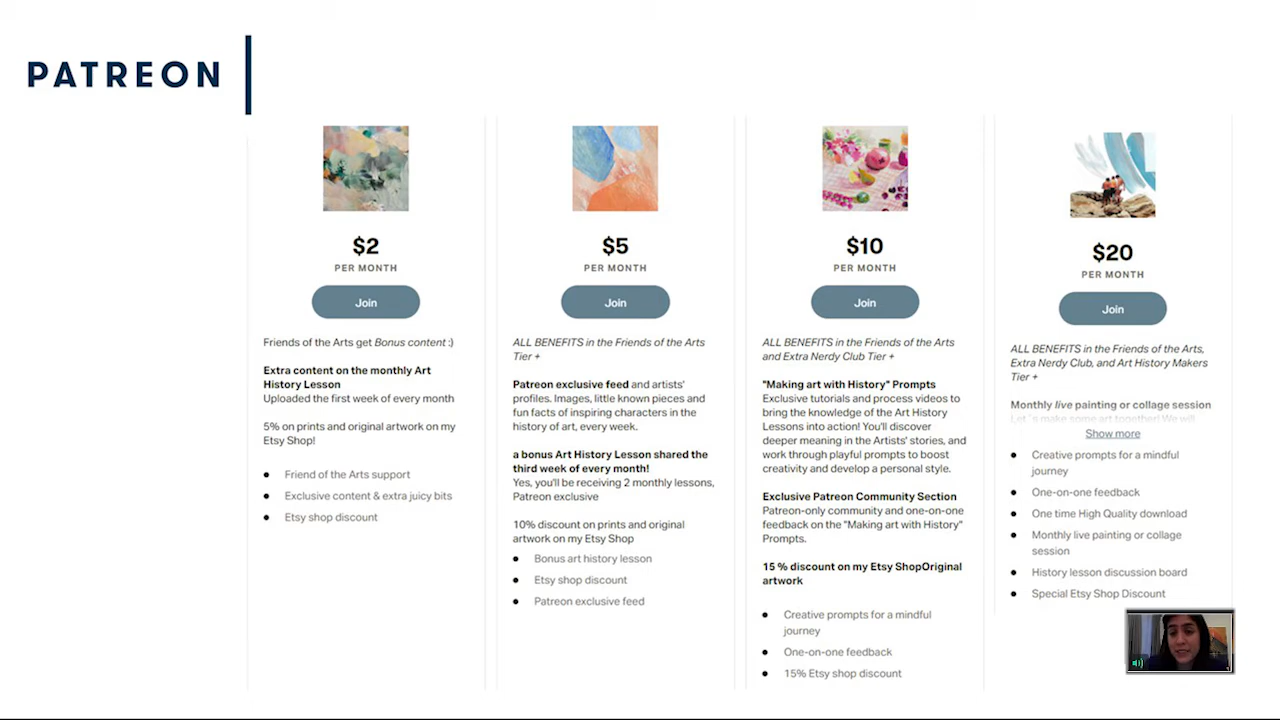 PATREON
$2
PER MONTH
Join
Friends of the Arts get Bonus content :)
Extra content on the monthly Art
History Lesson
Uploaded the first week of every month
5% on prints and original artwork on my
Etsy Shop!
Friend of the Arts support
Exclusive content & extra juicy bits
Etsy shop discount
$5
PER MONTH
Join
ALL BENEFITS in the Friends of the Arts
Tier +
Patreon exclusive feed and artists'
profiles. Images, little known pieces and
fun facts of inspiring characters in the
history of art, every week.
a bonus Art History Lesson shared the
third week of every month!
Yes, you'll be receiving 2 monthly lessons,
Patreon exclusive
10% discount on prints and original
artwork on my Etsy Shop
Bonus art history lesson
Etsy shop discount
Patreon exclusive feed
$10
PER MONTH
Join
ALL BENEFITS in the Friends of the Arts
and Extra Nerdy Club Tier +
"Making art with History" Prompts
Exclusive tutorials and process videos to
bring the knowledge of the Art History
Lessons into action! You'll discover
deeper meaning in the Artists' stories, and
work through playful prompts to boost
creativity and develop a personal style.
Exclusive Patreon Community Section
Patreon-only community and one-on-one
feedback on the "Making art with History"
Prompts.
15 % discount on my Etsy ShopOriginal
artwork
Creative prompts for a mindful
journey
One-on-one feedback
15% Etsy shop discount
$20
PER MONTH
Join
ALL BENEFITS in the Friends of the Arts,
Extra Nerdy Club, and Art History Makers
Tier +
Monthly live painting or collage session
Let´s make some art together! We will
Show more
Creative prompts for a mindful
journey
One-on-one feedback
One time High Quality download
Monthly live painting or collage
session
History lesson discussion board
Special Etsy Shop Discount